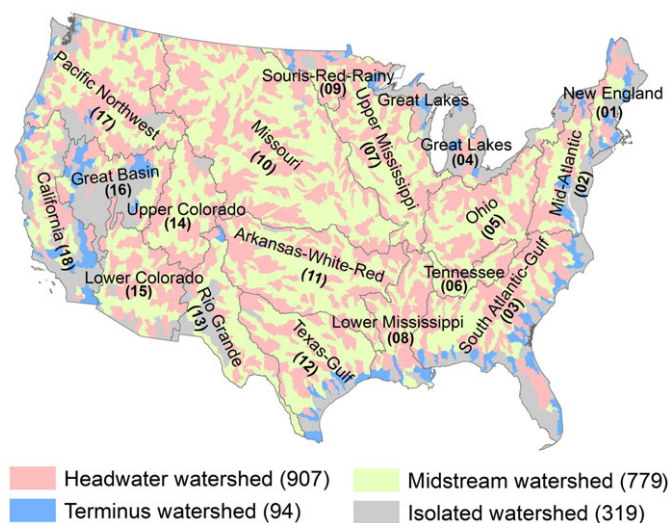 Pacific Northwest
(17)
Souris-Red-Rainy
(09)
Great Lakes
New England
(01)
Upper Mississippi
(07)
Great Lakes
(04)
Missouri
(10)
Mid-Atlantic
(02)
Great Basin
(16)
California (18)
Upper Colorado
(14)
Ohio
(05)
Arkansas-White-Red
(11)
Tennessee
(06)
South Atlantic-Gulf
(03)
Lower Colorado
(15)
Rio Grande
(13)
Lower Mississippi
(08)
Texas-Gulf
(12)
Headwater watershed (907)
Midstream watershed (779)
Terminus watershed (94)
Isolated watershed (319)